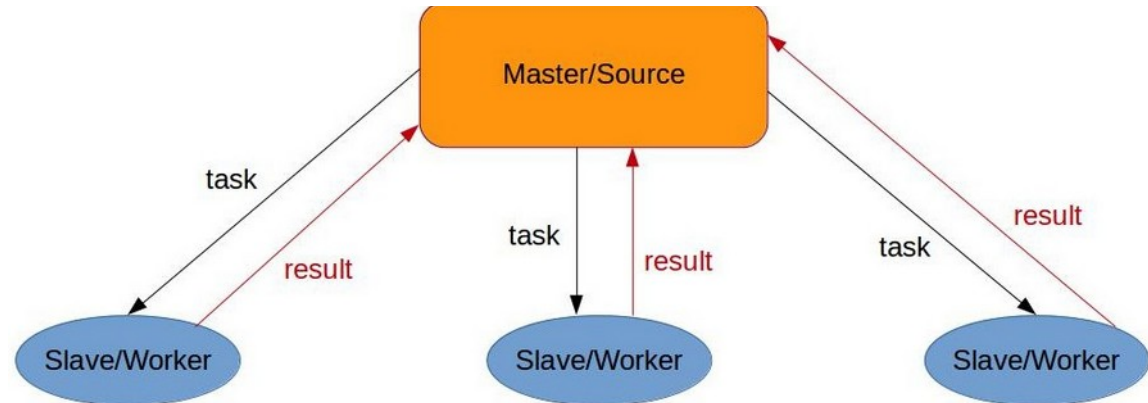 Master/Source
task
result
task
result
task
result
Slave/Worker
Slave/Worker
Slave/Worker